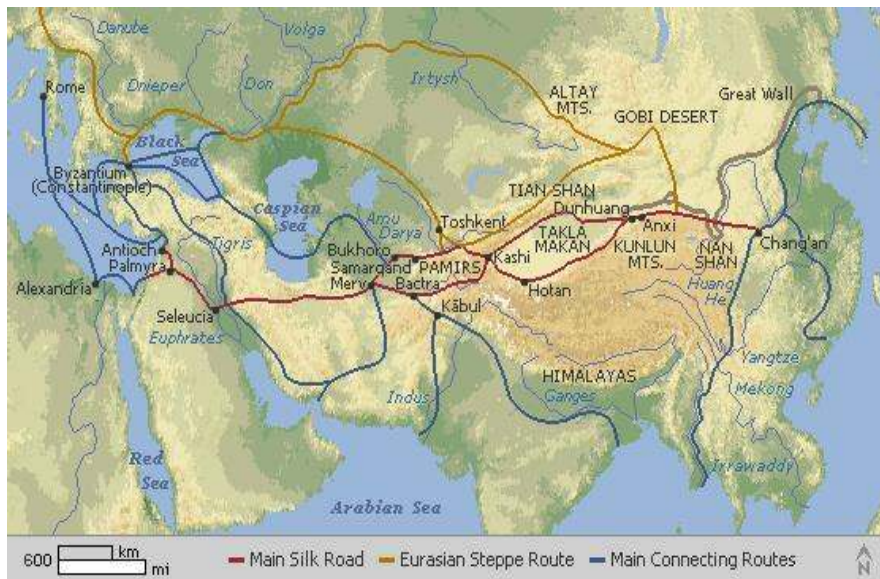 Danube
Volga
Rome
Dnieper
Don
Irtysh
ALTAY
MTS.
Great Wall
GOBI DESERT
Black
Sea
Byzantium
(Constantinople)
TIAN SHAN
Caspian
Sea
Amu
Darya
Toshkent
Dunhuang
Anxi
TAKLA
MAKAN
KUNLUN
MTS.
NAN
SHAN
Chang'an
Tigris
Antioch
Palmyra
Bukhoro
Samarqand
PAMIRS
Kashi
Merv
Bactra
Hotan
Huang
He
Alexandria
Seleucia
Euphrates
Kābul
Yangtze
HIMALAYAS
Indus
Ganges
Mekong
Red
Sea
Irrawaddy
Arabian Sea
600 km
mi
Main Silk Road Eurasian Steppe Route Main Connecting Routes
N